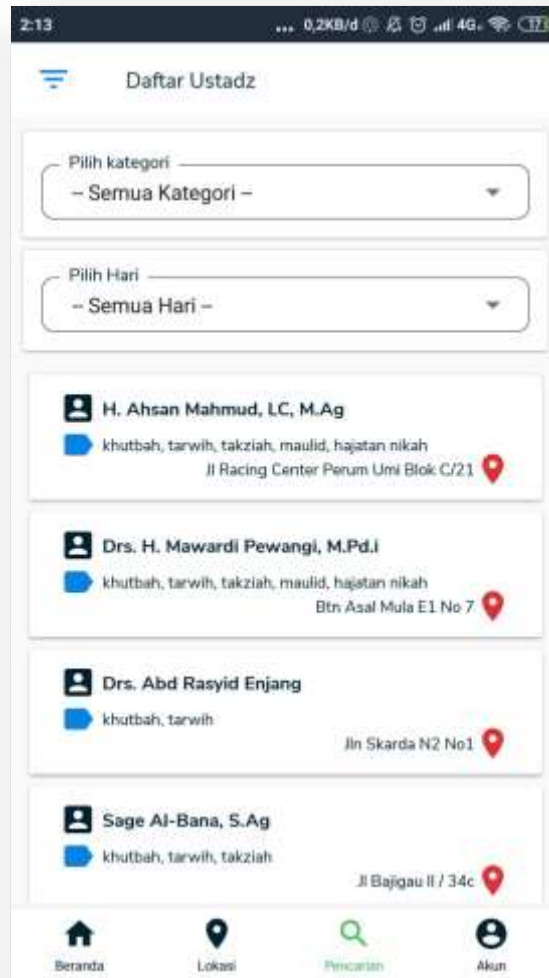 2:13 ... 0,2KB/d 4G 17
Daftar Ustadz
Pilih kategori
-- Semua Kategori --
Pilih Hari
-- Semua Hari --
H. Ahsan Mahmud, LC, M.Ag
khutbah, tarwih, takziah, maulid, hajatan nikah
Jl Racing Center Perum Umi Blok C/21
Drs. H. Mawardi Pewangi, M.Pd.i
khutbah, tarwih, takziah, maulid, hajatan nikah
Btn Asal Mula E1 No 7
Drs. Abd Rasyid Enjang
khutbah, tarwih
Jln Skarda N2 No1
Sage Al-Bana, S.Ag
khutbah, tarwih, takziah
Jl Bajigau II / 34c
Beranda Lokasi Pencarian Akun